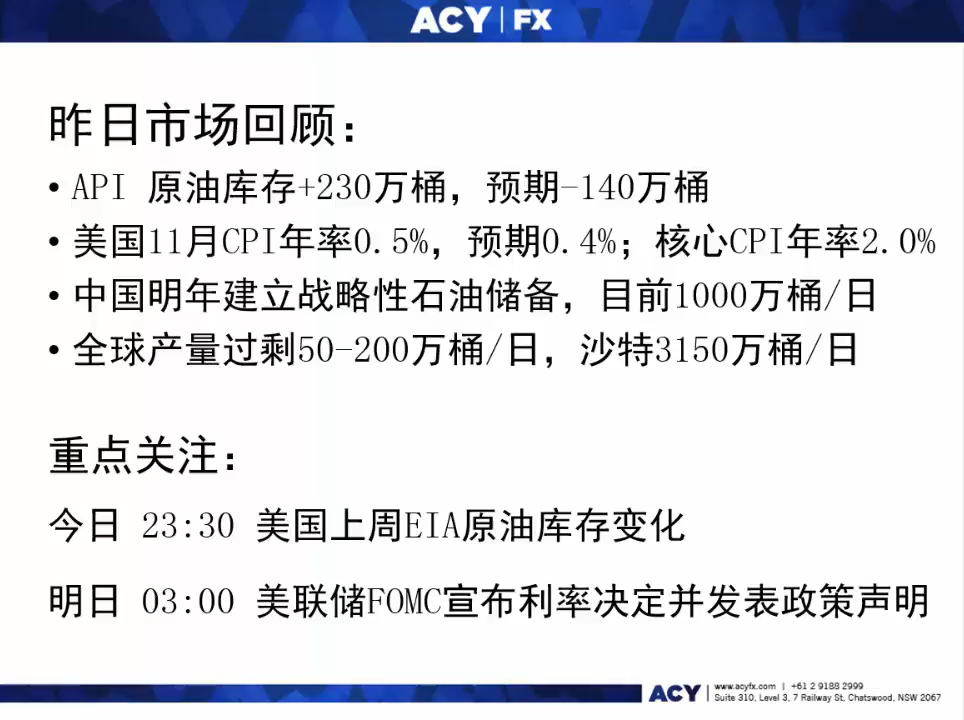 ACY | FX
昨日市场回顾：
• API 原油库存+230万桶，预期-140万桶
• 美国11月CPI年率0.5%，预期0.4%；核心CPI年率2.0%
• 中国明年建立战略性石油储备，目前1000万桶/日
• 全球产量过剩50-200万桶/日，沙特3150万桶/日
重点关注：
今日 23:30 美国上周EIA原油库存变化
明日 03:00 美联储FOMC宣布利率决定并发表政策声明
ACY
www.acyfx.com | +61 2 9188 2999
Suite 310, Level 3, 7 Railway St, Chatswood, NSW 2067